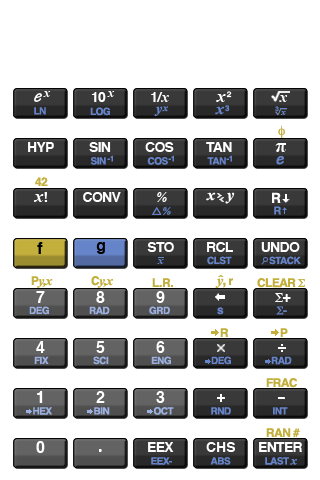 eˣ 10ˣ 1/x x² √x
LN LOG yˣ x³ ³√x
ϕ
HYP SIN COS TAN π
SIN⁻¹ COS⁻¹ TAN⁻¹ e
42
x! CONV % x≷y R↓
Δ% R↑
f g STO RCL UNDO
x̅ CLST ⌕STACK
Py,x Cy,x L.R. ŷ, r CLEAR Σ
7 8 9 ← Σ+
DEG RAD GRD s Σ-
→R →P
4 5 6 × ÷
FIX SCI ENG →DEG →RAD
FRAC
1 2 3 + −
→HEX →BIN →OCT RND INT
RAN #
0 . EEX CHS ENTER
EEX- ABS LAST x